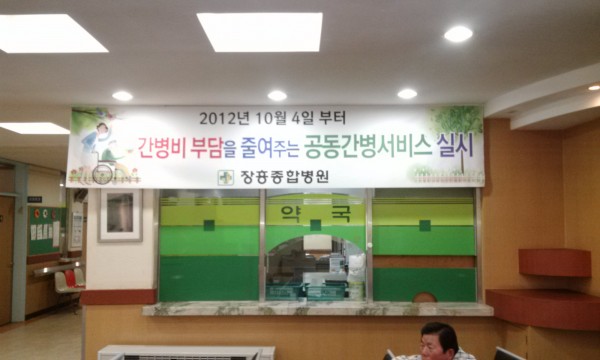 2012년 10월 4일 부터
간병비 부담을 줄여주는 공동간병서비스 실시
장흥종합병원
약 국